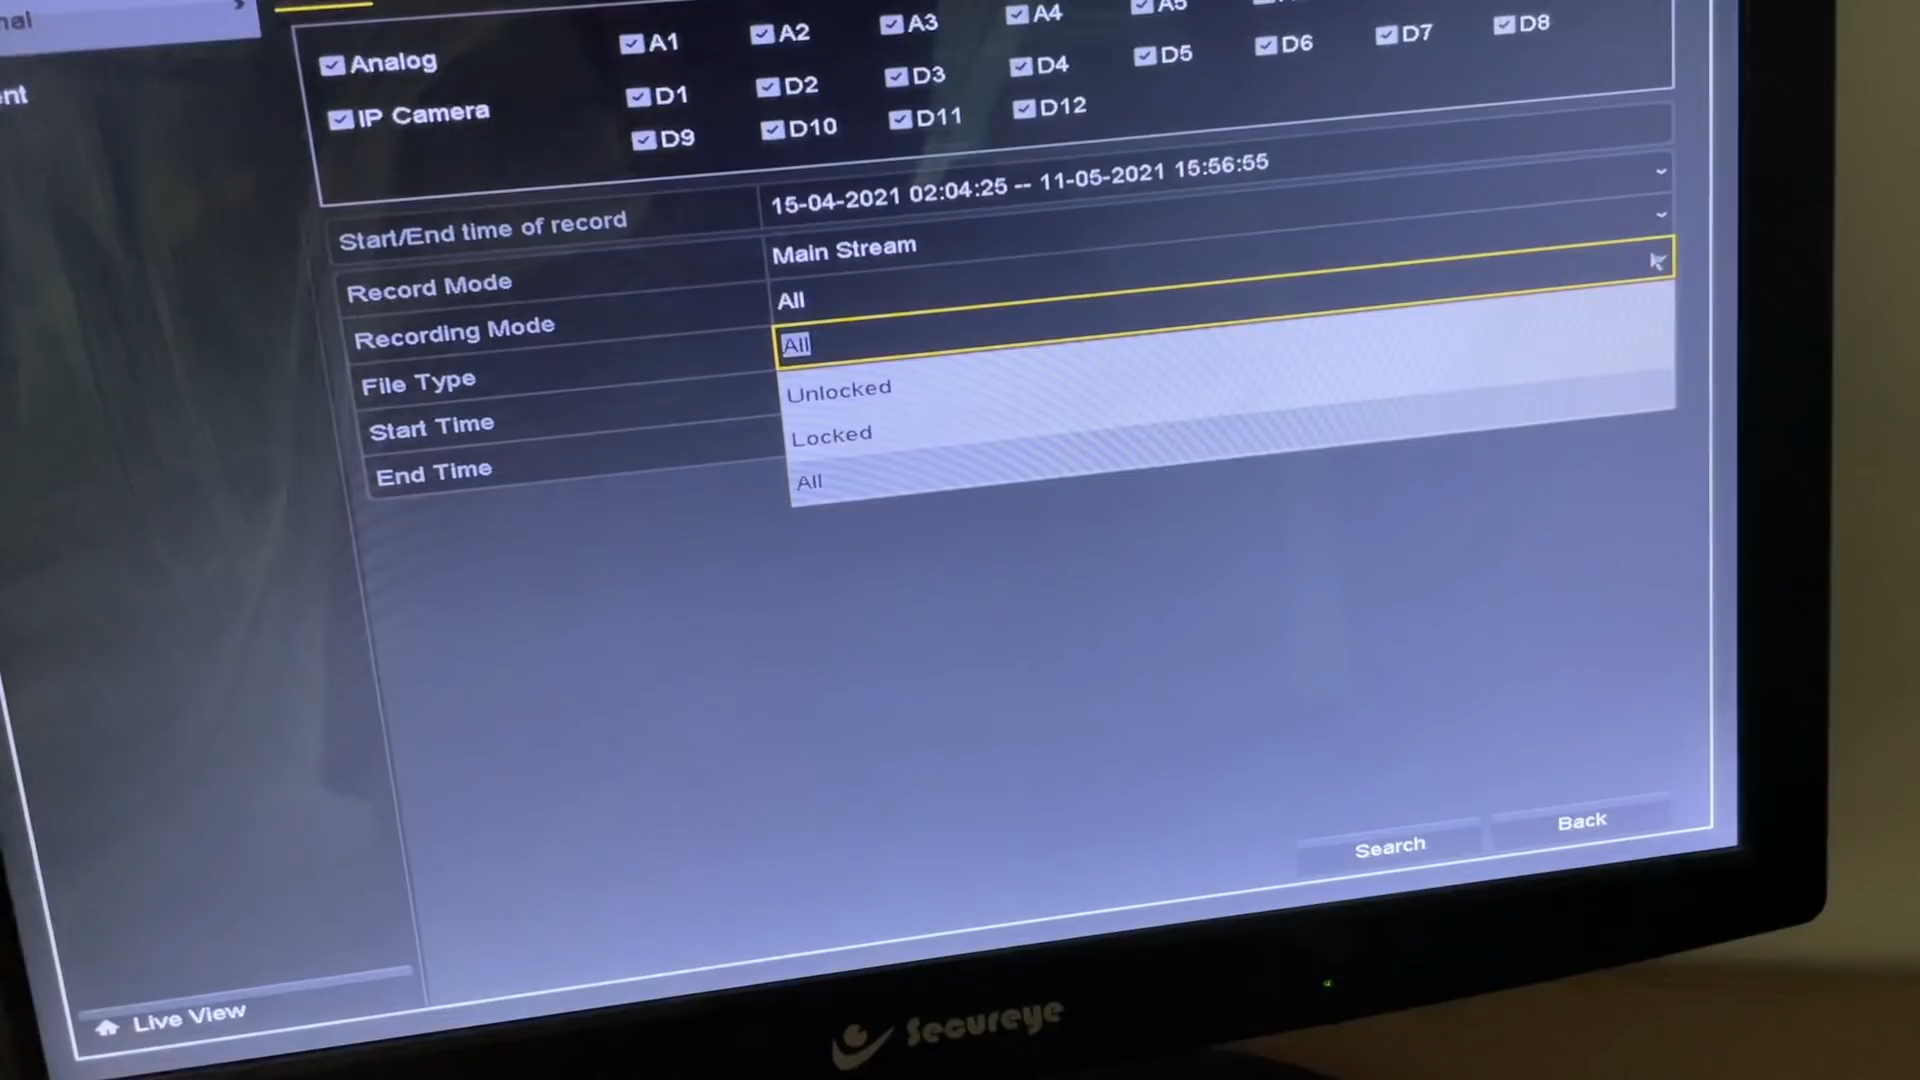 nal
ent
Analog A1 A2 A3 A4 A5
IP Camera D1 D2 D3 D4 D5 D6 D7 D8
D9 D10 D11 D12
Start/End time of record 15-04-2021 02:04:25 -- 11-05-2021 15:56:55
Record Mode Main Stream
Recording Mode All
File Type All
Start Time Unlocked
End Time Locked
All
Search Back
Live View
Secureye